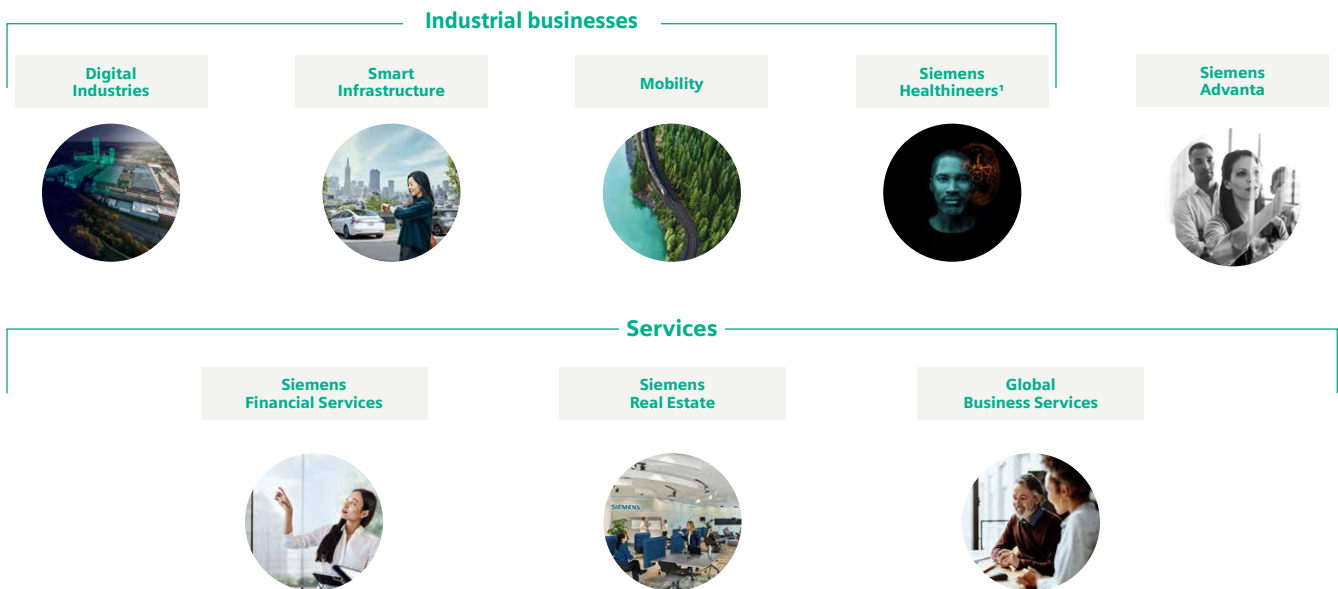 Industrial businesses
Digital
Industries
Smart
Infrastructure
Mobility
Siemens
Healthineers¹
Siemens
Advanta
Services
Siemens
Financial Services
Siemens
Real Estate
Global
Business Services
SIEMENS